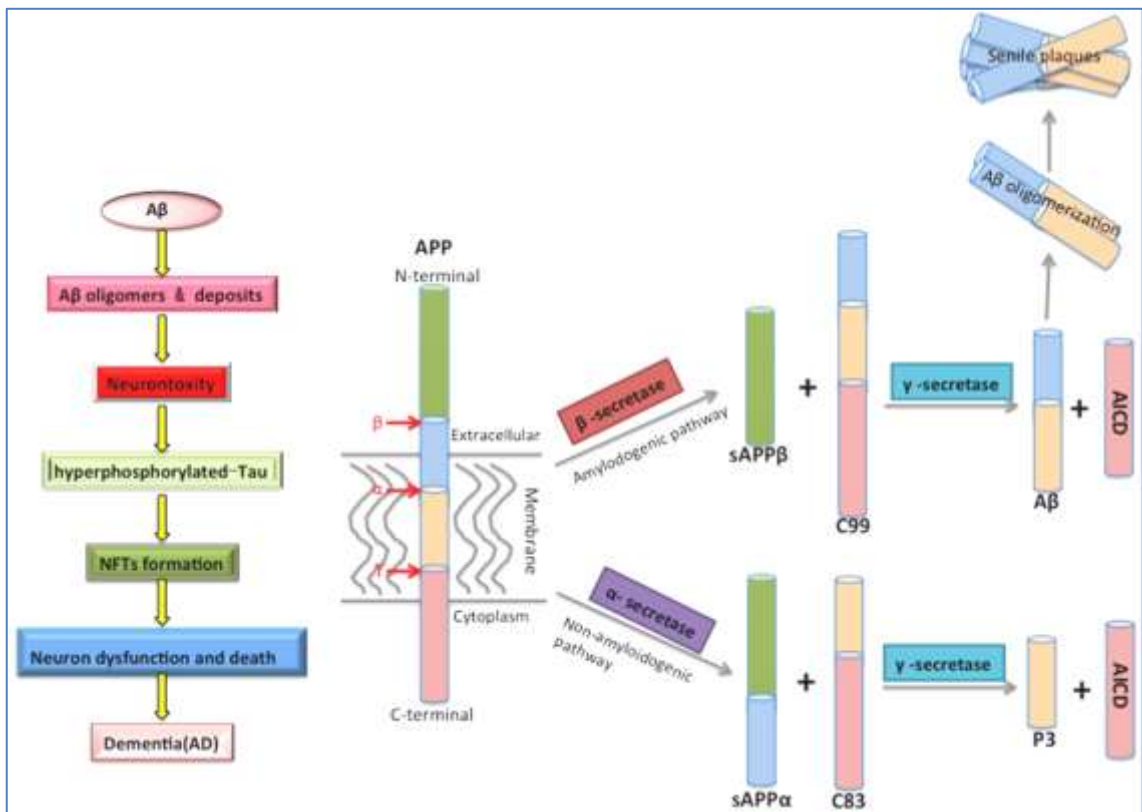 Aβ
Aβ oligomers & deposits
Neurontoxity
hyperphosphorylated-Tau
NFTs formation
Neuron dysfunction and death
Dementia(AD)
APP
N-terminal
β
Extracellular
α
Membrane
γ
Cytoplasm
C-terminal
β -secretase
Amylodogenic pathway
sAPPβ
+
C99
γ -secretase
Aβ
+
AICD
Aβ oligomerization
Senile plaques
α- secretase
Non-amyloidogenic
pathway
sAPPα
+
C83
γ -secretase
P3
+
AICD